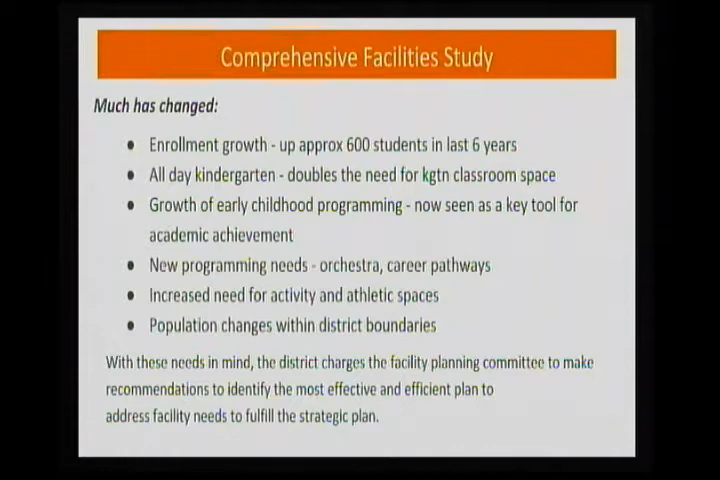 Comprehensive Facilities Study
Much has changed:
● Enrollment growth - up approx 600 students in last 6 years
● All day kindergarten - doubles the need for kgtn classroom space
● Growth of early childhood programming - now seen as a key tool for
academic achievement
● New programming needs - orchestra, career pathways
● Increased need for activity and athletic spaces
● Population changes within district boundaries
With these needs in mind, the district charges the facility planning committee to make
recommendations to identify the most effective and efficient plan to
address facility needs to fulfill the strategic plan.